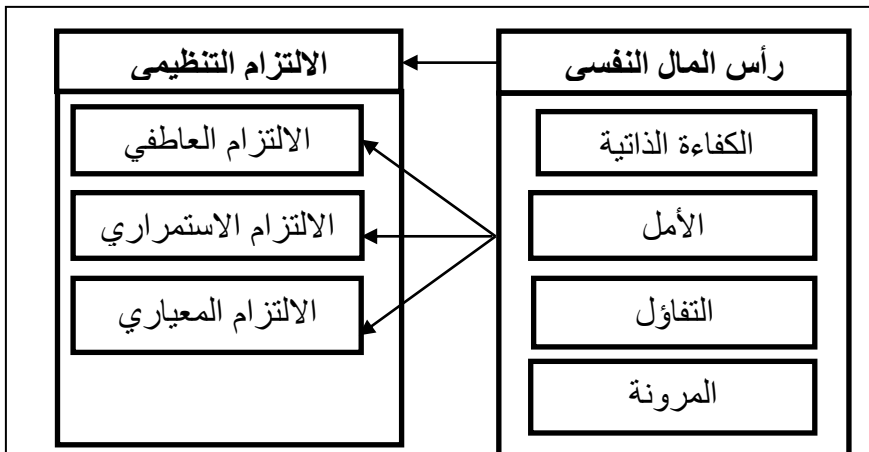 رأس المال النفسى
الكفاءة الذاتية
الأمل
التفاؤل
المرونة
الالتزام التنظيمى
الالتزام العاطفي
الالتزام الاستمراري
الالتزام المعياري